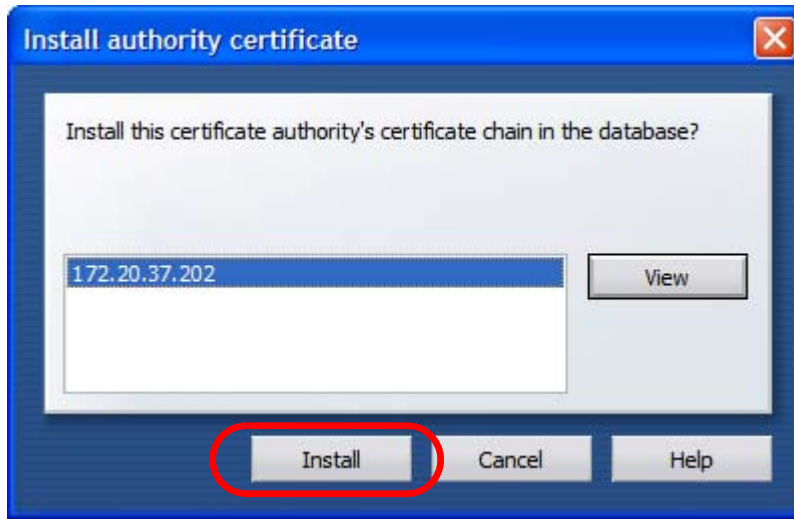 Install authority certificate
Install this certificate authority's certificate chain in the database?
172.20.37.202
View
Install
Cancel
Help